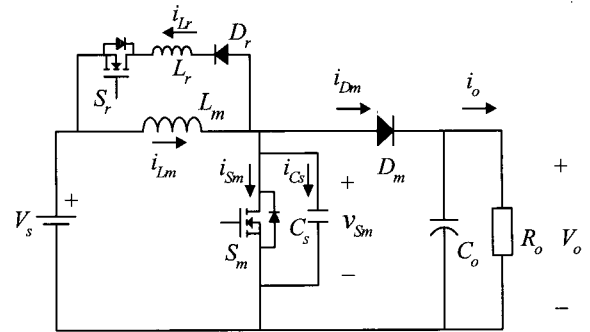 i_Lr
D_r
L_r
S_r
L_m
i_Lm
i_Dm
i_o
D_m
i_Sm
i_Cs
+
S_m
C_s
v_Sm
−
V_s
+
C_o
R_o
V_o
+
−